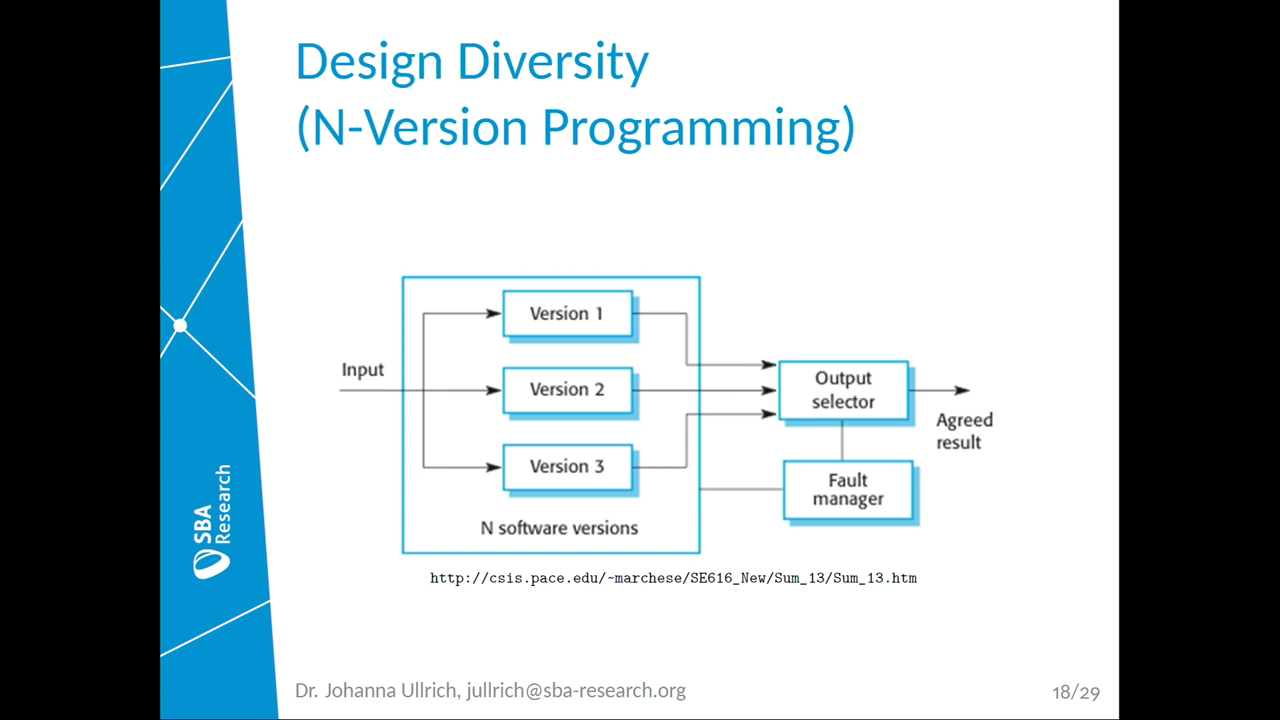 Design Diversity
(N-Version Programming)
Input
Version 1
Version 2
Version 3
N software versions
Output
selector
Agreed
result
Fault
manager
http://csis.pace.edu/~marchese/SE616_New/Sum_13/Sum_13.htm
SBA
Research
Dr. Johanna Ullrich, jullrich@sba-research.org
18/29